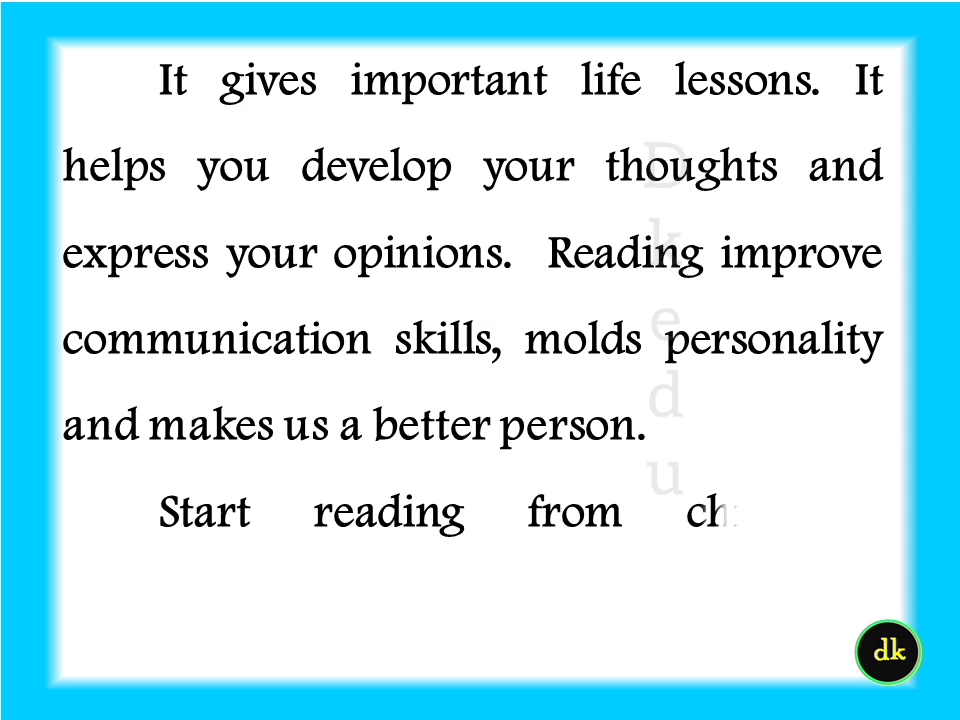 It gives important life lessons. It
helps you develop your thoughts and
express your opinions. Reading improve
communication skills, molds personality
and makes us a better person.
Start reading from
Dkedu
dk